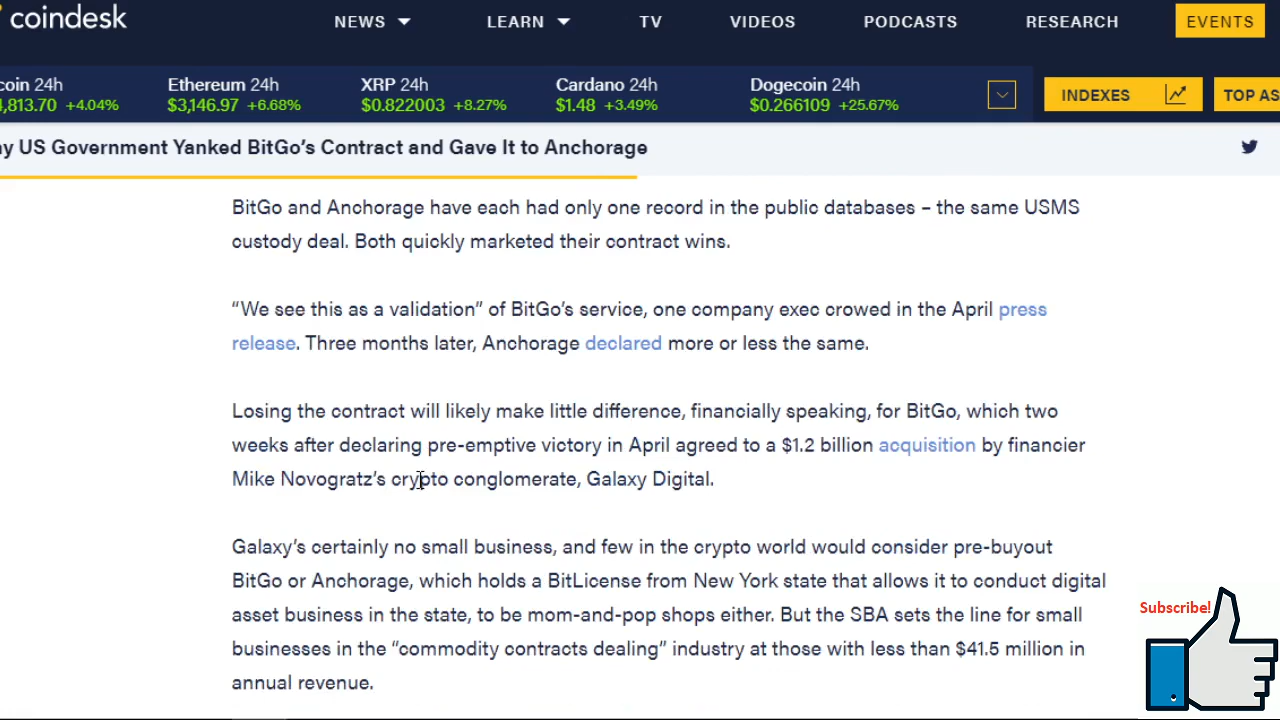 coindesk
NEWS LEARN TV VIDEOS PODCASTS RESEARCH EVENTS
coin 24h Ethereum 24h XRP 24h Cardano 24h Dogecoin 24h
,813.70 +4.04% $3,146.97 +6.68% $0.822003 +8.27% $1.48 +3.49% $0.266109 +25.67% INDEXES TOP AS
y US Government Yanked BitGo’s Contract and Gave It to Anchorage
BitGo and Anchorage have each had only one record in the public databases – the same USMS
custody deal. Both quickly marketed their contract wins.
“We see this as a validation” of BitGo’s service, one company exec crowed in the April press
release. Three months later, Anchorage declared more or less the same.
Losing the contract will likely make little difference, financially speaking, for BitGo, which two
weeks after declaring pre-emptive victory in April agreed to a $1.2 billion acquisition by financier
Mike Novogratz’s crypto conglomerate, Galaxy Digital.
Galaxy’s certainly no small business, and few in the crypto world would consider pre-buyout
BitGo or Anchorage, which holds a BitLicense from New York state that allows it to conduct digital
asset business in the state, to be mom-and-pop shops either. But the SBA sets the line for small
businesses in the “commodity contracts dealing” industry at those with less than $41.5 million in
annual revenue.
Subscribe!